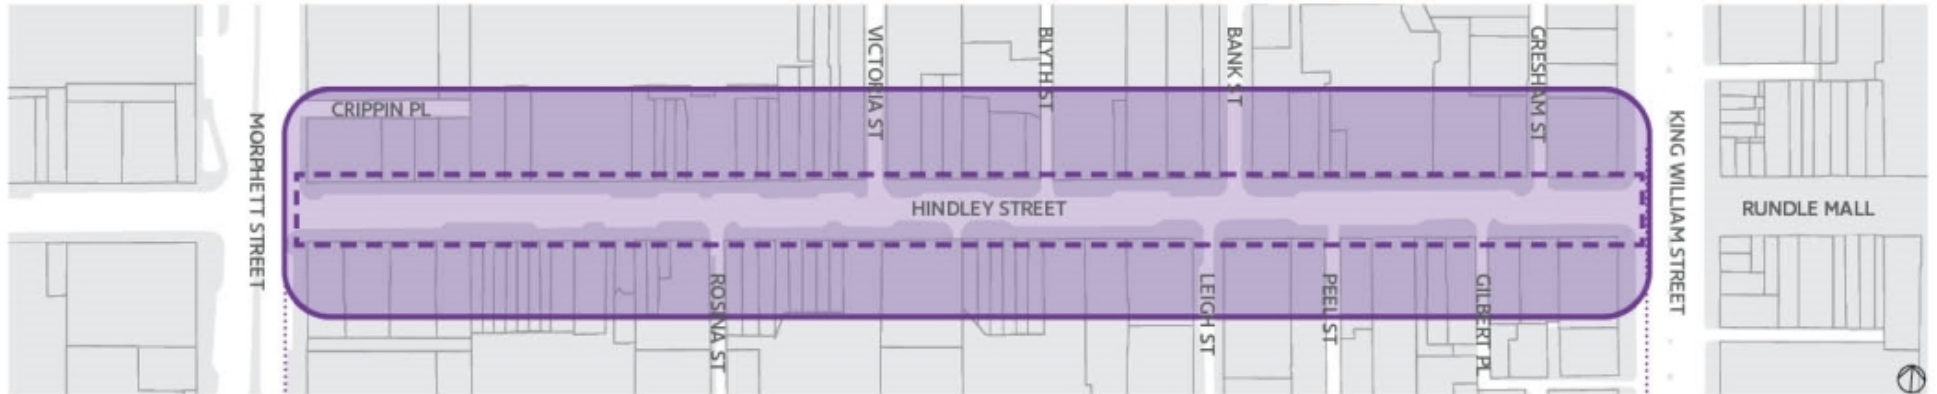 VICTORIA ST
BLYTH ST
BANK ST
GRESHAM ST
CRIPPIN PL
MORPHETT STREET
HINDLEY STREET
KING WILLIAM STREET
RUNDLE MALL
ROSINA ST
LEIGH ST
PEEL ST
GILBERT PL